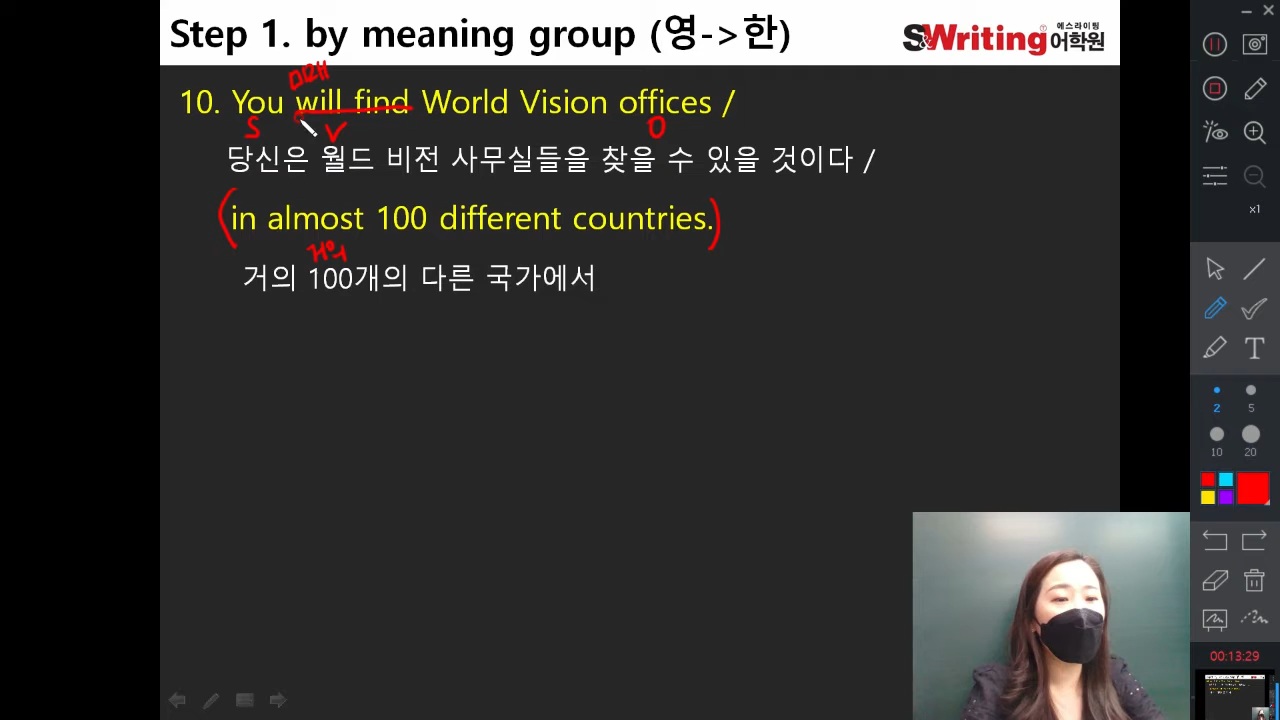 Step 1. by meaning group (영->한)
에스라이팅
S&Writing 어학원
미래
10. You will find World Vision offices /
S V O
당신은 월드 비전 사무실들을 찾을 수 있을 것이다 /
(in almost 100 different countries.)
거의
거의 100개의 다른 국가에서
x1
T
2 5
10 20
00:13:29